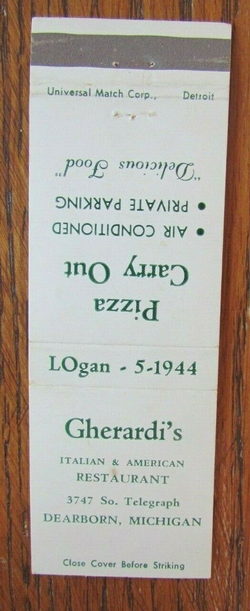 Universal Match Corp., Detroit
Pizza
Carry Out
• AIR CONDITIONED
• PRIVATE PARKING
"Delicious Food"
LOgan - 5-1944
Gherardi's
ITALIAN & AMERICAN
RESTAURANT
3747 So. Telegraph
DEARBORN, MICHIGAN
Close Cover Before Striking